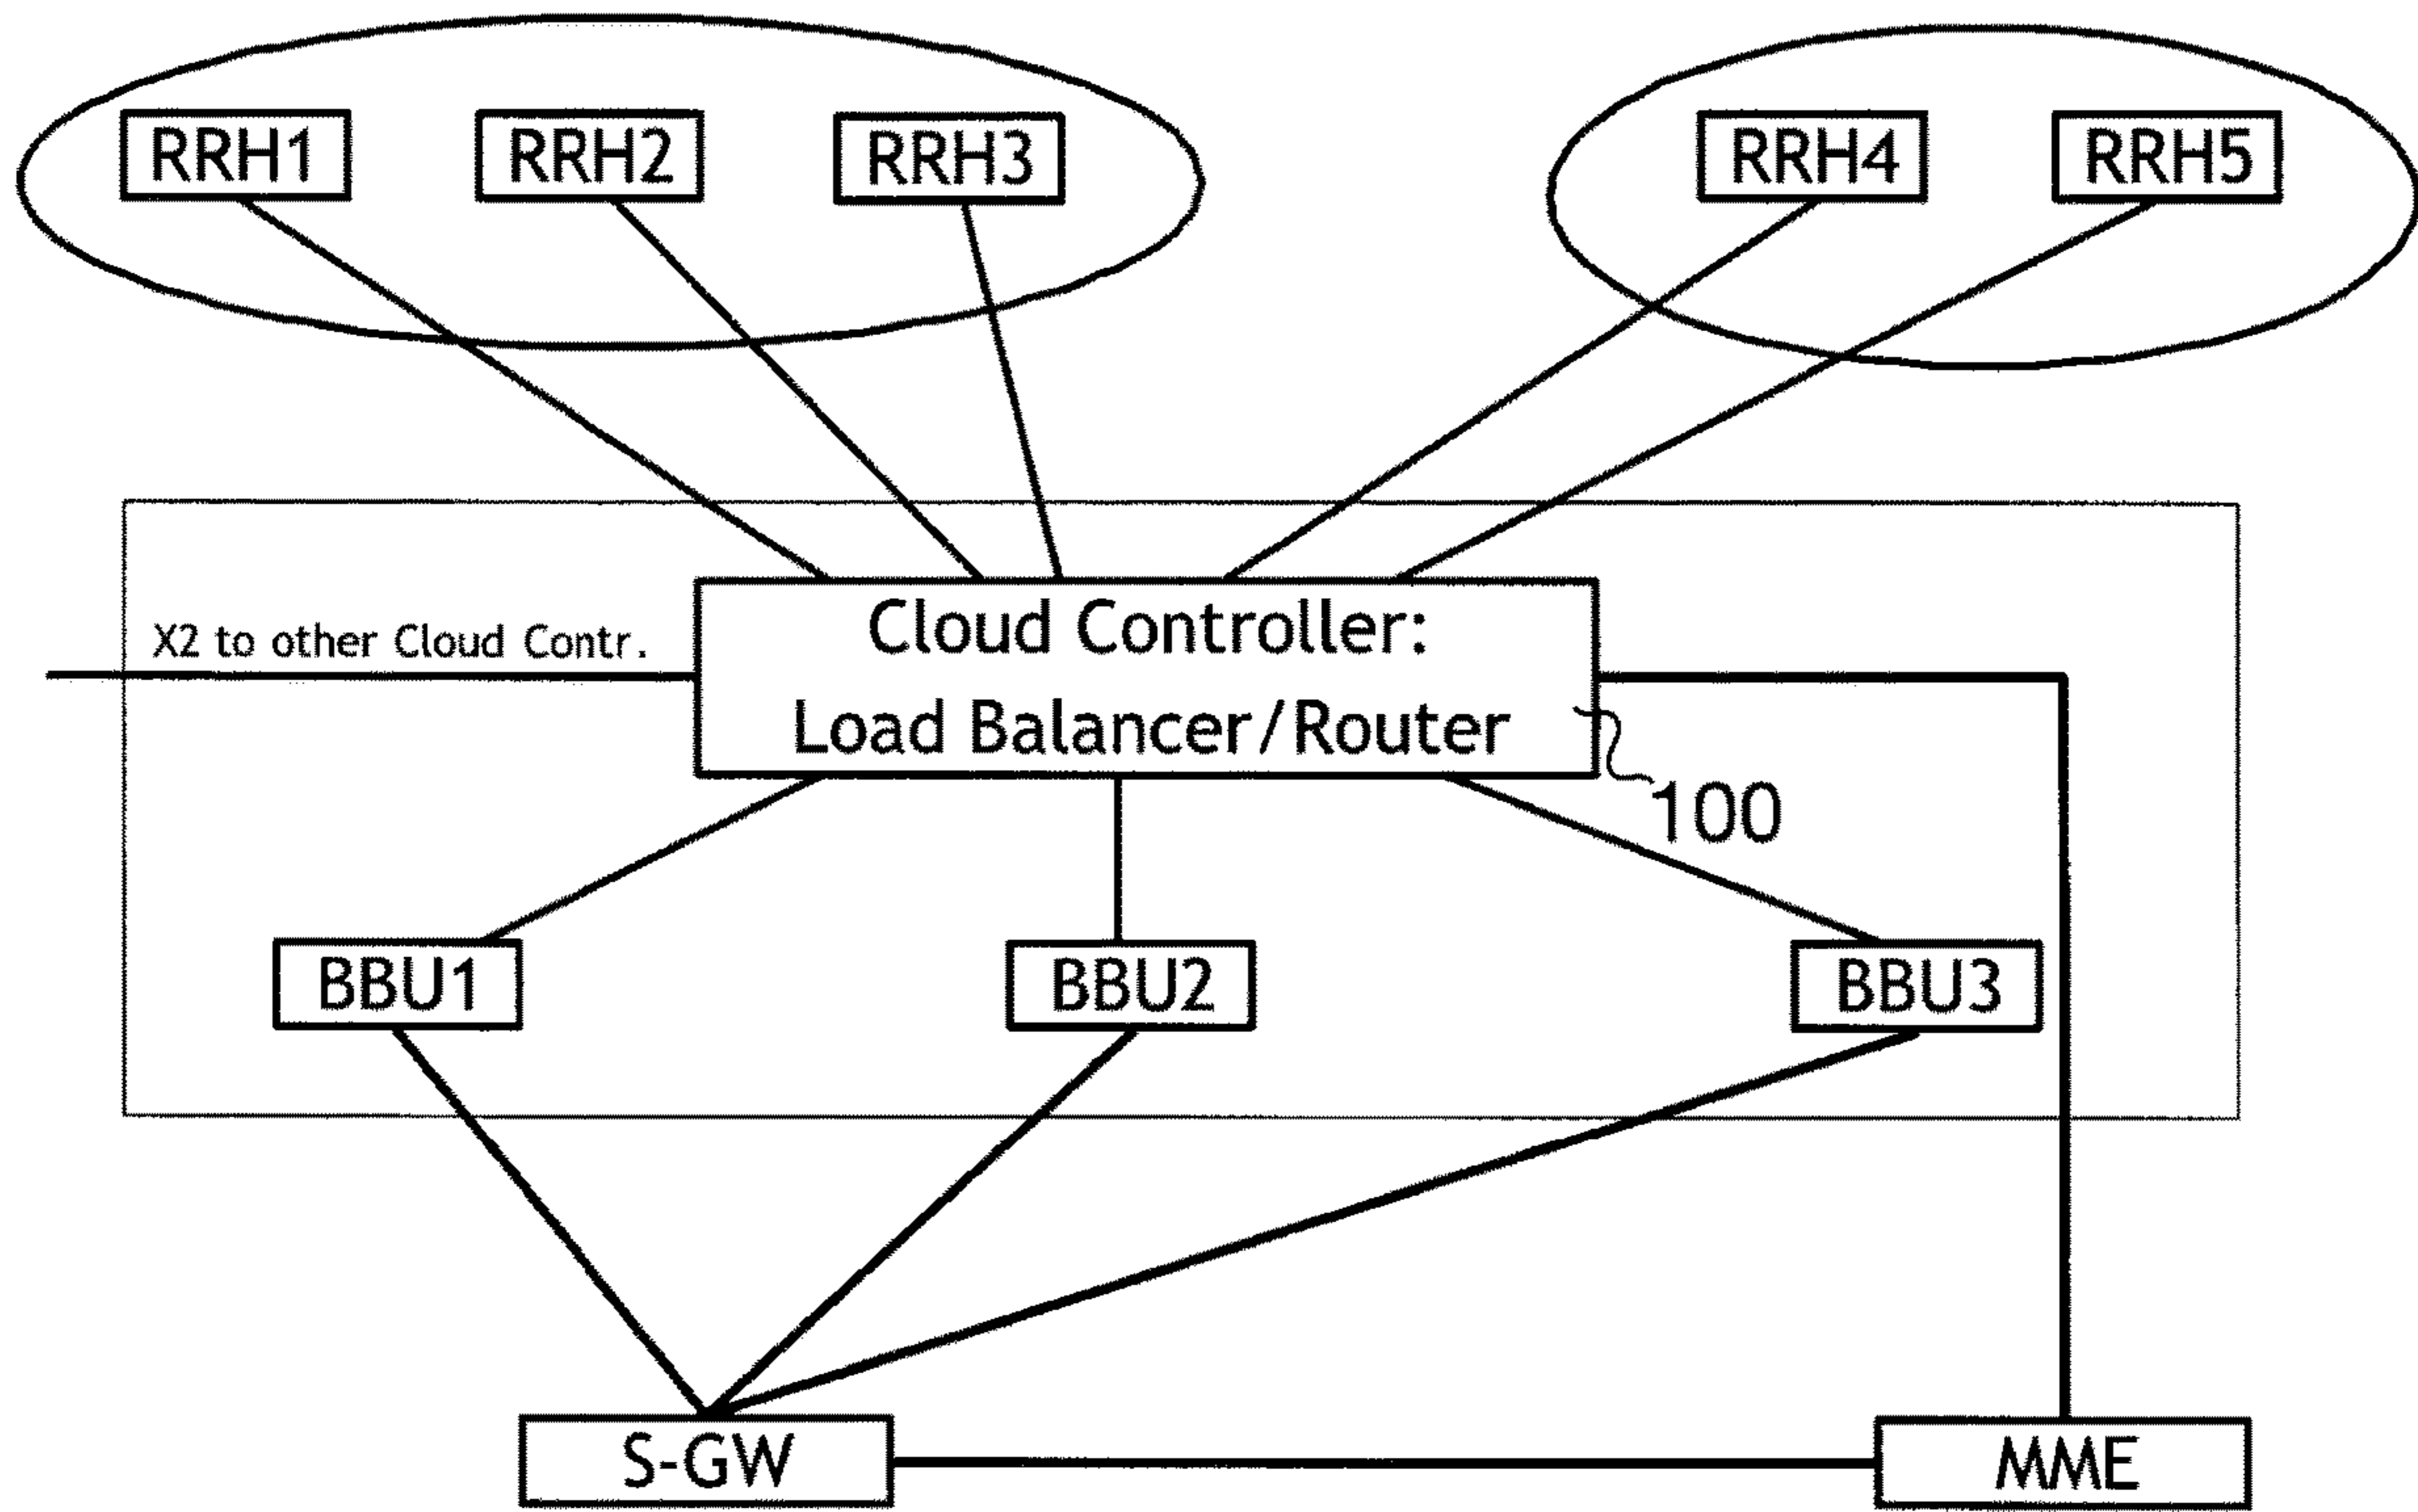 RRH1
RRH2
RRH3
RRH4
RRH5
X2 to other Cloud Contr.
Cloud Controller:
Load Balancer/Router
100
BBU1
BBU2
BBU3
S-GW
MME